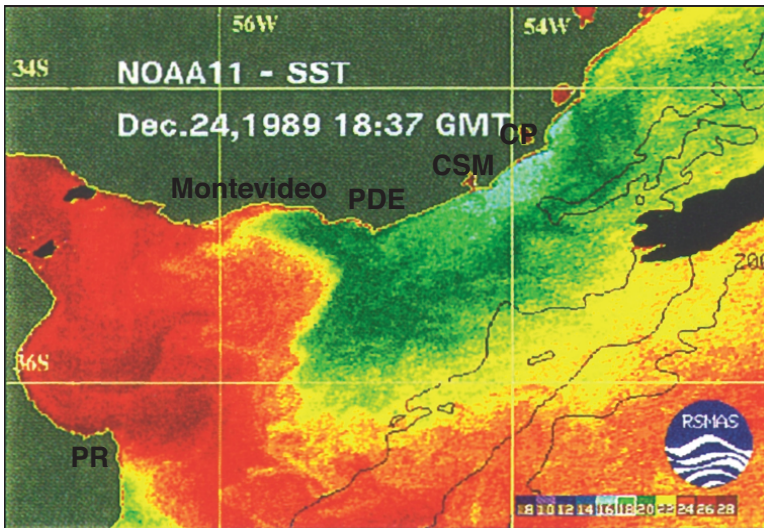 56W
54W
34S
NOAA11 - SST
Dec.24,1989 18:37 GMT
CP
CSM
Montevideo
PDE
200
36S
PR
RSMAS
8 10 12 14 16 18 20 22 24 26 28